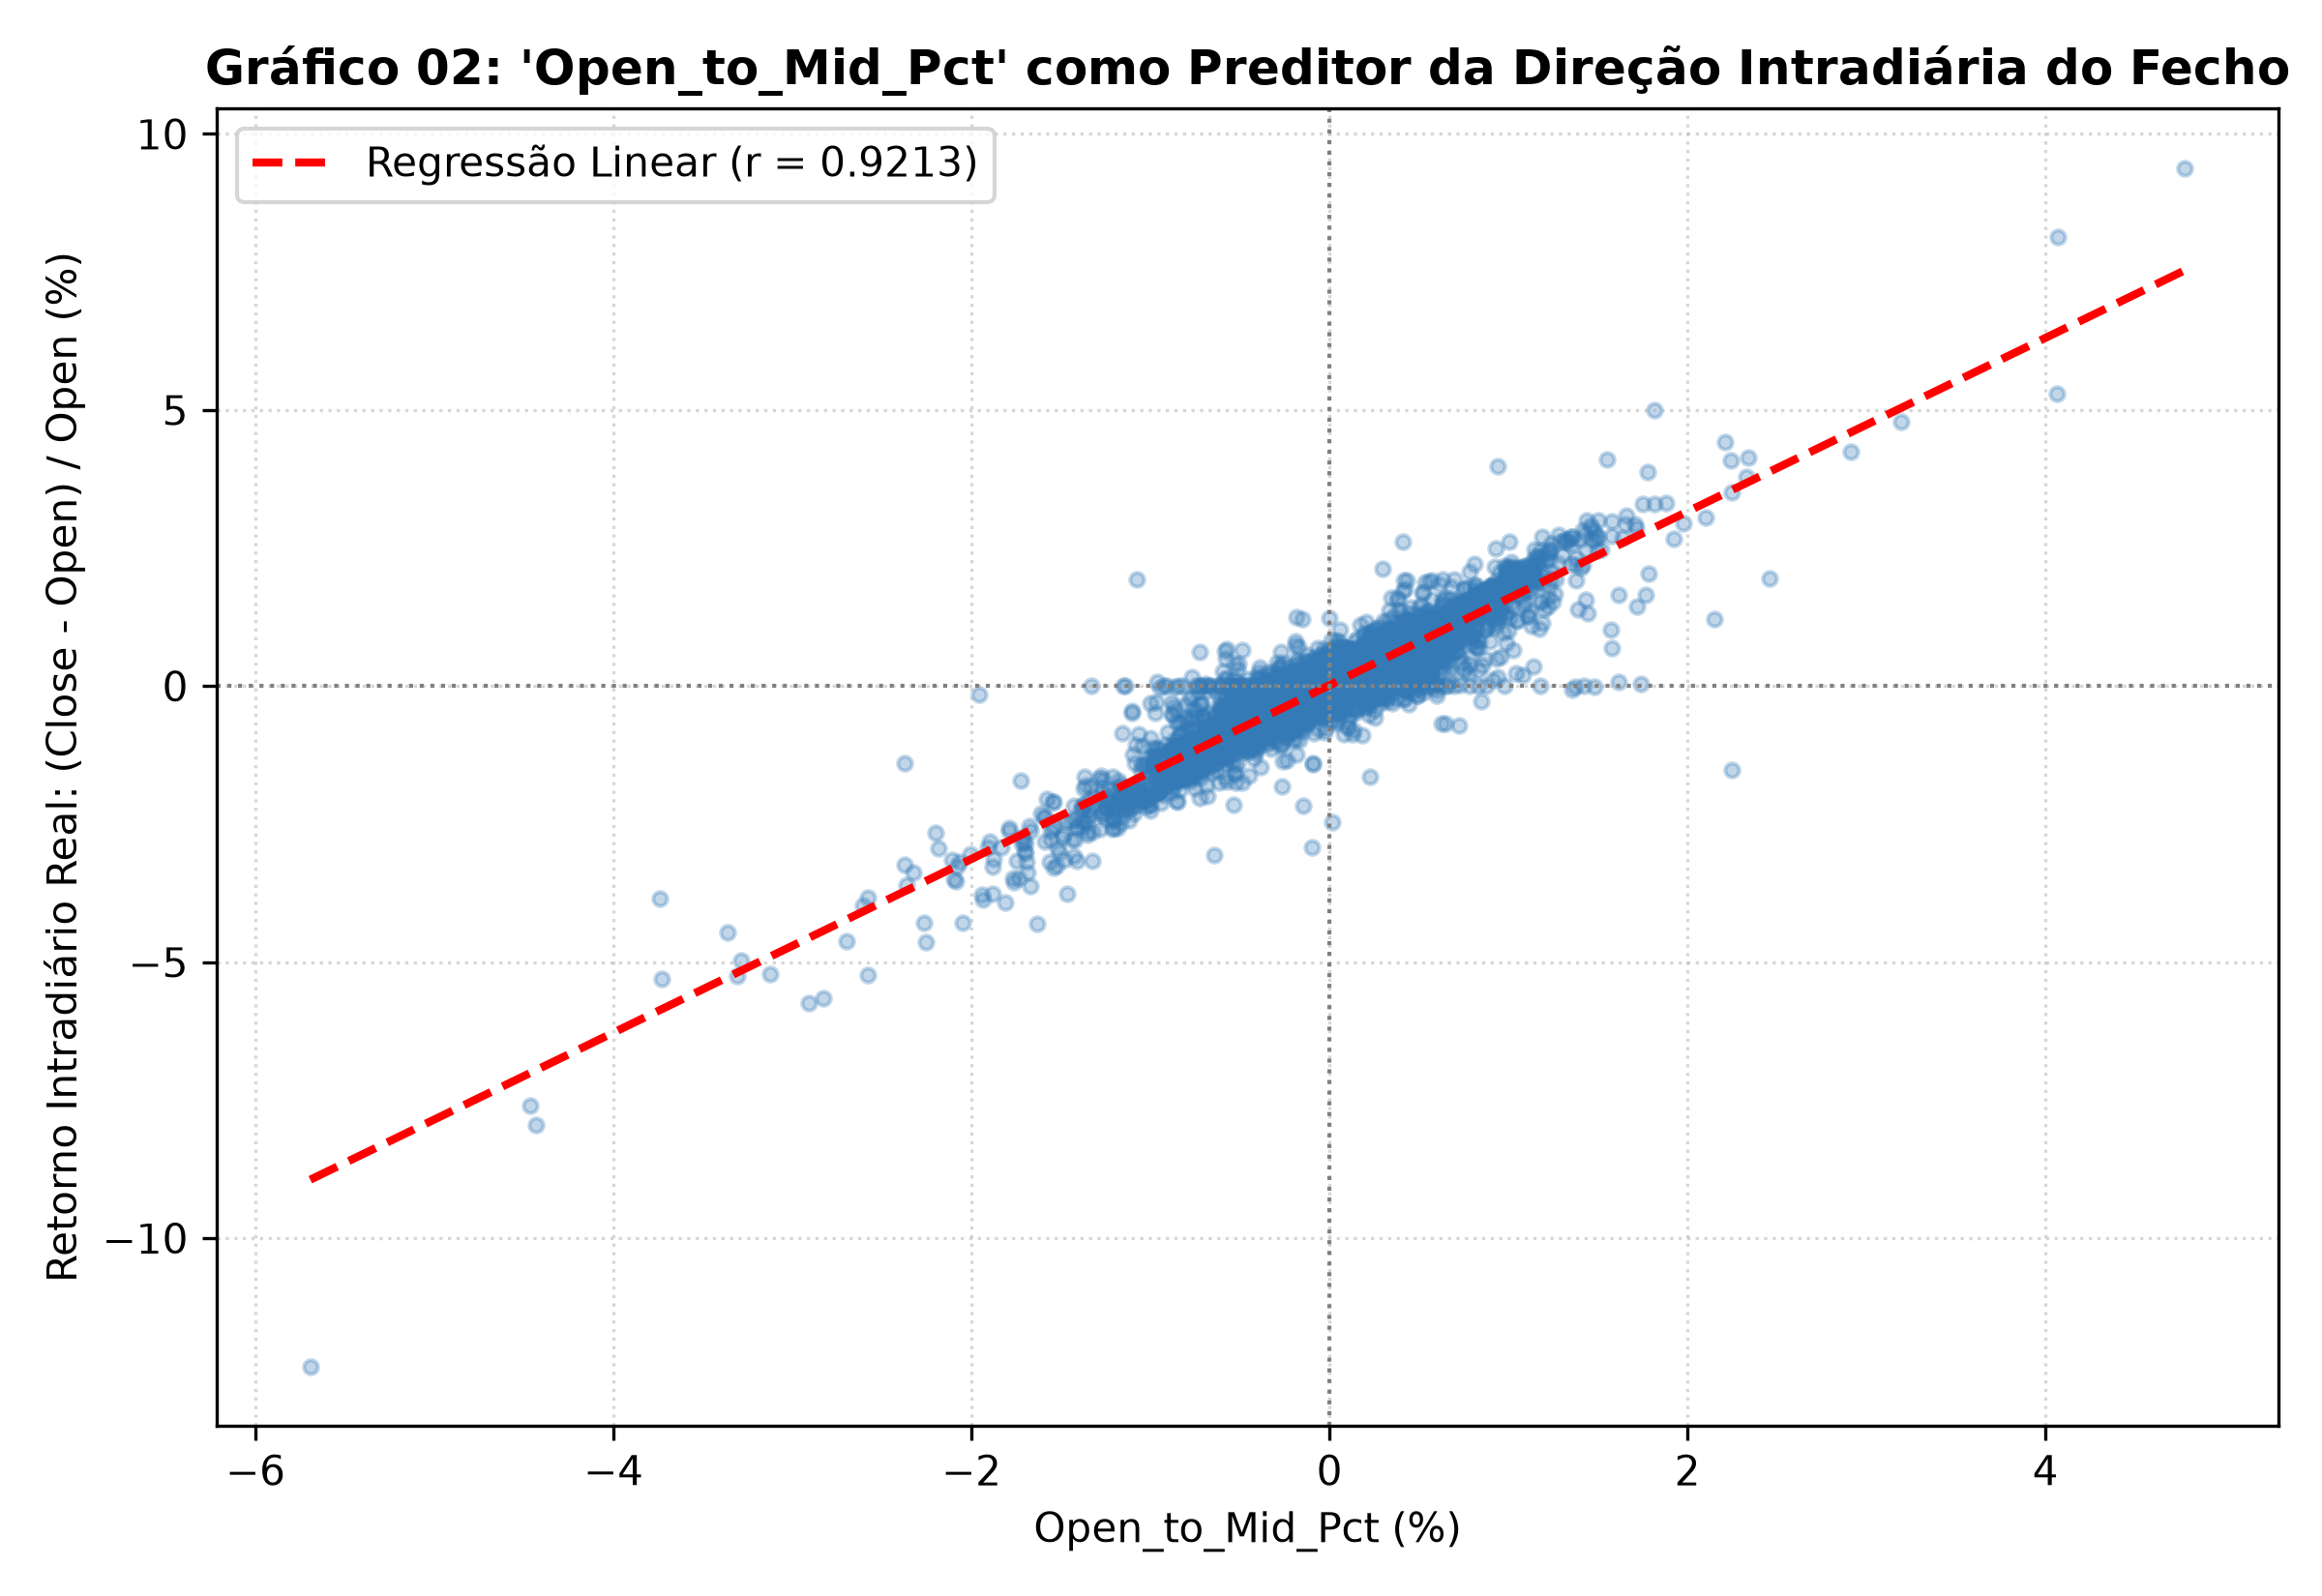 Gráfico 02: 'Open_to_Mid_Pct' como Preditor da Direção Intradiária do Fecho
Regressão Linear (r = 0.9213)
Retorno Intradiário Real: (Close - Open) / Open (%)
10
5
0
−5
−10
−6
−4
−2
0
2
4
Open_to_Mid_Pct (%)